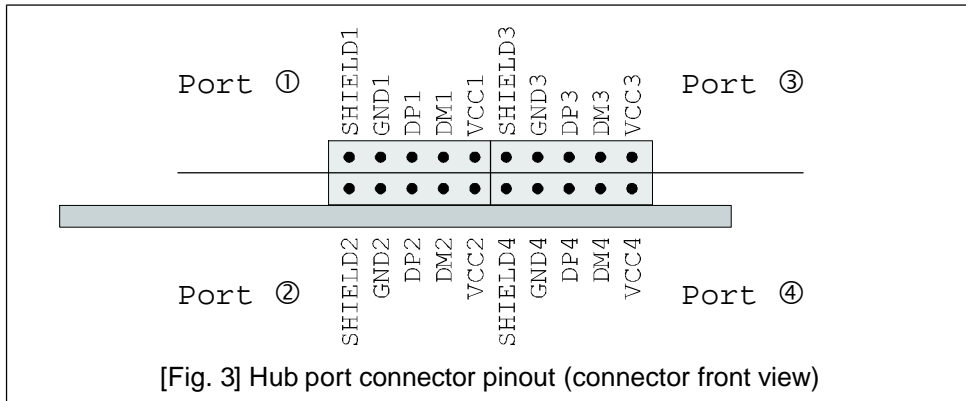 Port ①
SHIELD1
GND1
DP1
DM1
VCC1
SHIELD3
GND3
DP3
DM3
VCC3
Port ③
Port ②
SHIELD2
GND2
DP2
DM2
VCC2
SHIELD4
GND4
DP4
DM4
VCC4
Port ④
[Fig. 3] Hub port connector pinout (connector front view)